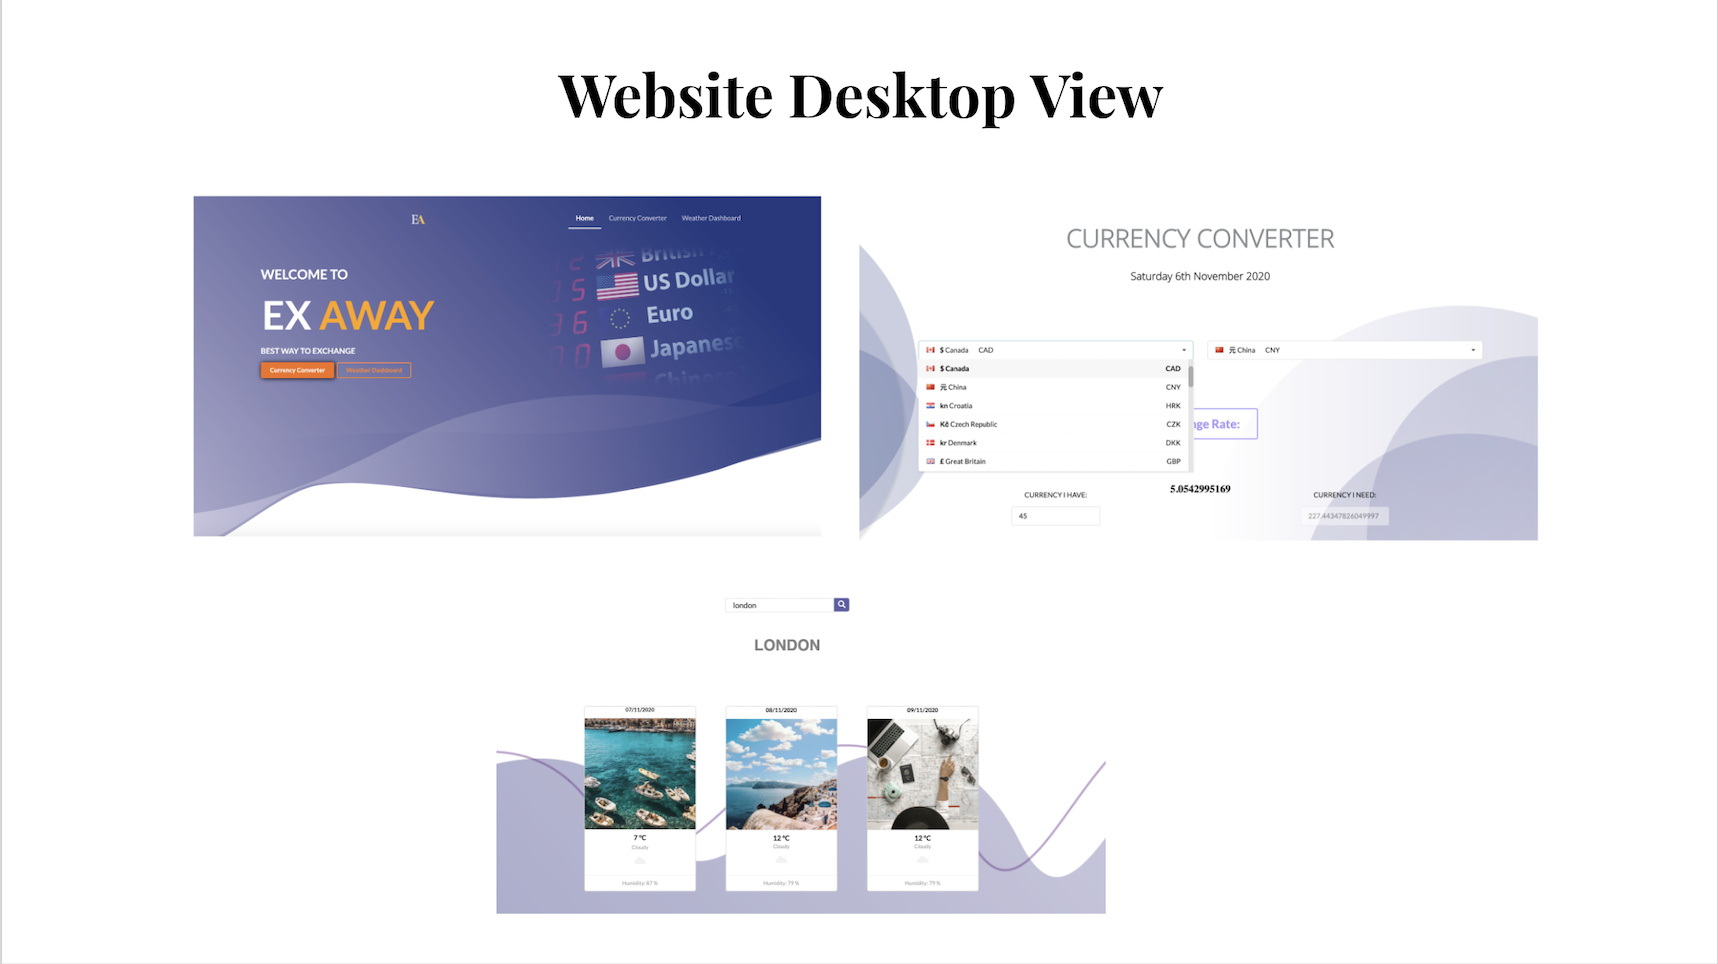 Website Desktop View
EA
Home Currency Converter Weather Dashboard
WELCOME TO
EX AWAY
BEST WAY TO EXCHANGE
Currency Converter Weather Dashboard
British
US Dollar
Euro
Japanese
CURRENCY CONVERTER
Saturday 6th November 2020
$ Canada CAD
元 China CNY
$ Canada CAD
元 China CNY
kn Croatia HRK
Kč Czech Republic CZK
kr Denmark DKK
£ Great Britain GBP
nge Rate:
5.0542995169
CURRENCY I HAVE:
45
CURRENCY I NEED:
227.44347826049997
london
LONDON
07/11/2020
7 °C
Cloudy
Humidity: 87 %
08/11/2020
12 °C
Cloudy
Humidity: 79 %
09/11/2020
12 °C
Cloudy
Humidity: 79 %